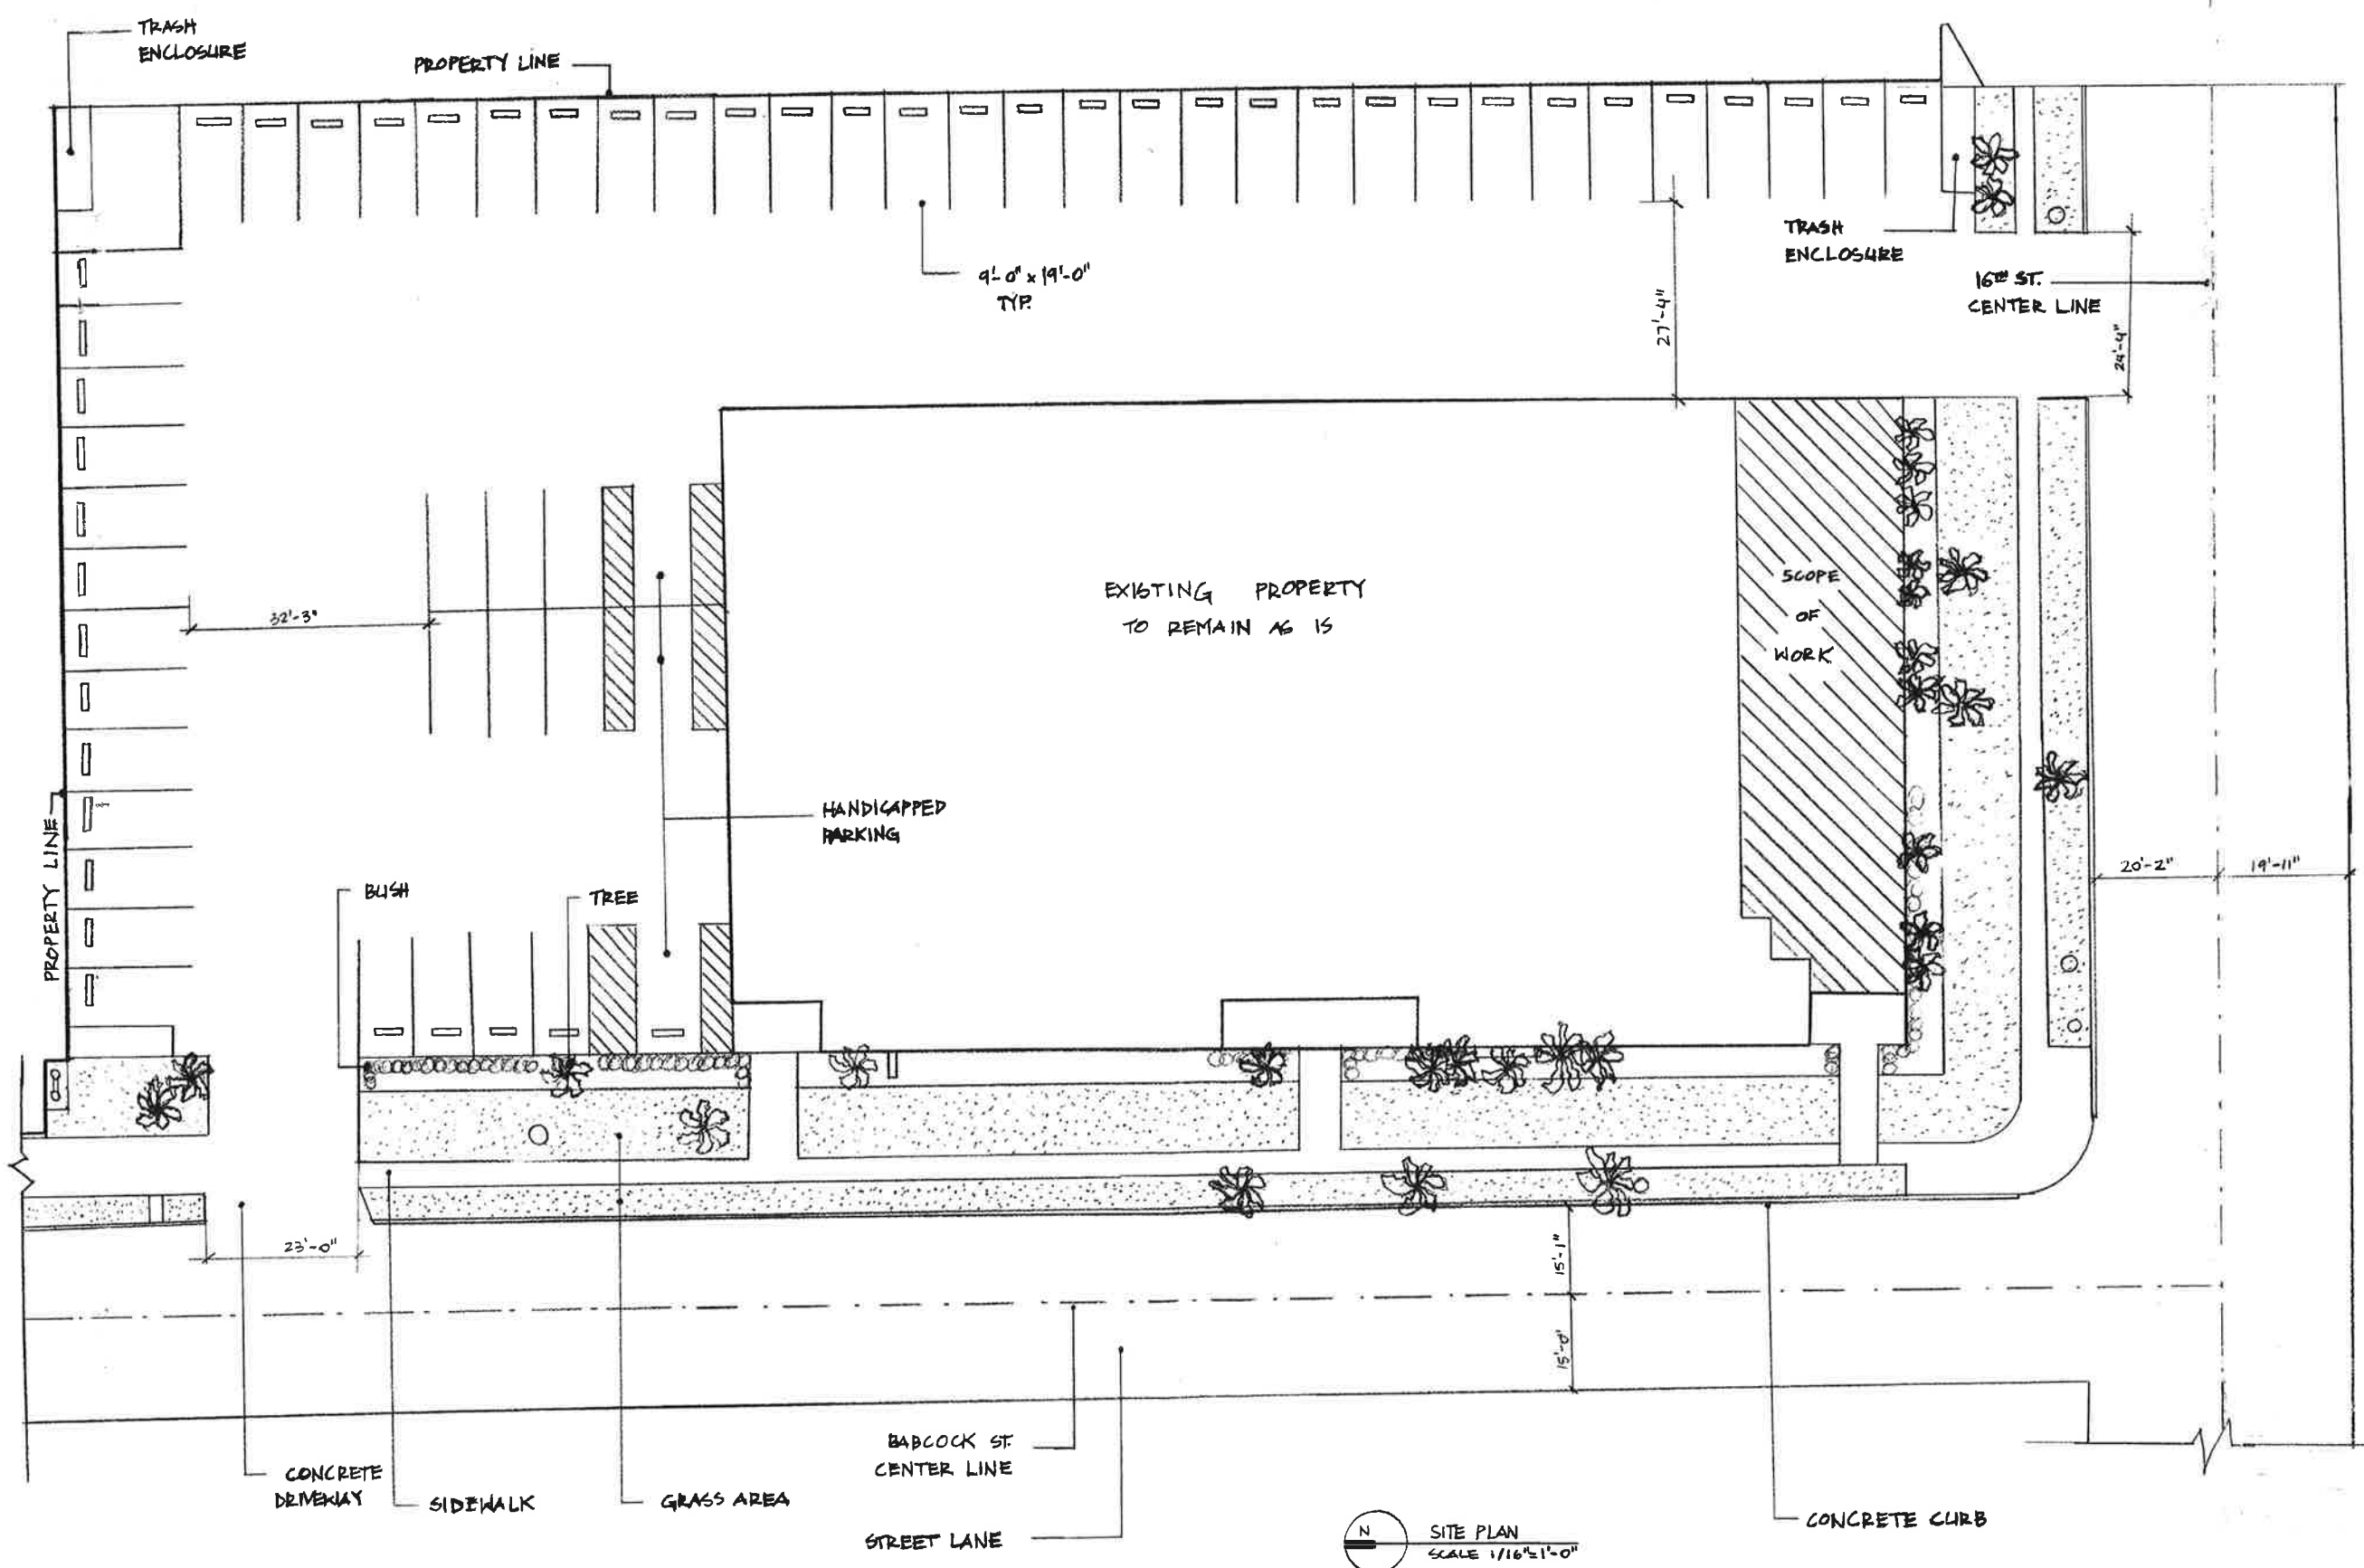 TRASH
ENCLOSURE
PROPERTY LINE
9'-0" x 19'-0"
TYP.
27'-4"
TRASH
ENCLOSURE
16TH ST.
CENTER LINE
24'-4"
32'-3"
EXISTING PROPERTY
TO REMAIN AS IS
SCOPE
OF
WORK
HANDICAPPED
PARKING
PROPERTY LINE
BUSH
TREE
20'-2"
19'-11"
23'-0"
15'-1"
15'-0"
BABCOCK ST.
CENTER LINE
CONCRETE
DRIVEWAY
SIDEWALK
GRASS AREA
STREET LANE
CONCRETE CURB
N
SITE PLAN
SCALE 1/16"=1'-0"